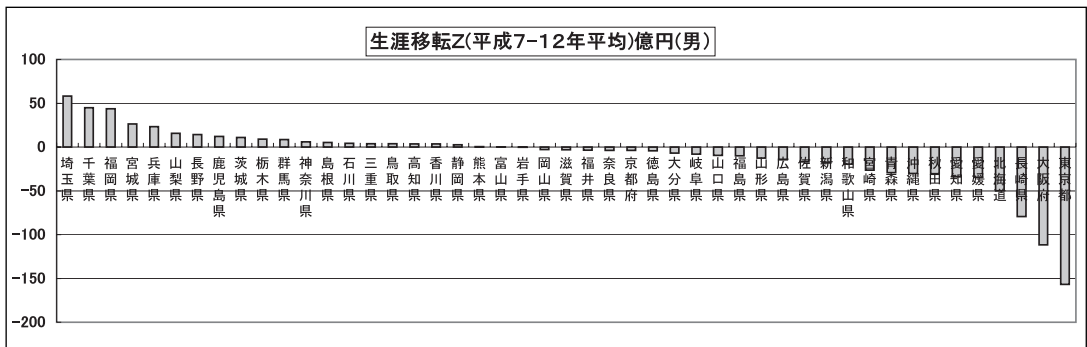 生涯移転Z(平成7-12年平均)億円(男)
100
50
0
-50
-100
-150
-200
埼玉県
千葉県
福岡県
宮城県
兵庫県
山梨県
長野県
鹿児島県
茨城県
栃木県
群馬県
神奈川県
島根県
石川県
三重県
鳥取県
高知県
香川県
静岡県
熊本県
富山県
岩手県
岡山県
滋賀県
福井県
奈良県
京都府
徳島県
大分県
岐阜県
山口県
福島県
山形県
広島県
佐賀県
新潟県
和歌山県
宮崎県
青森県
沖縄県
秋田県
愛知県
愛媛県
北海道
長崎県
大阪府
東京都